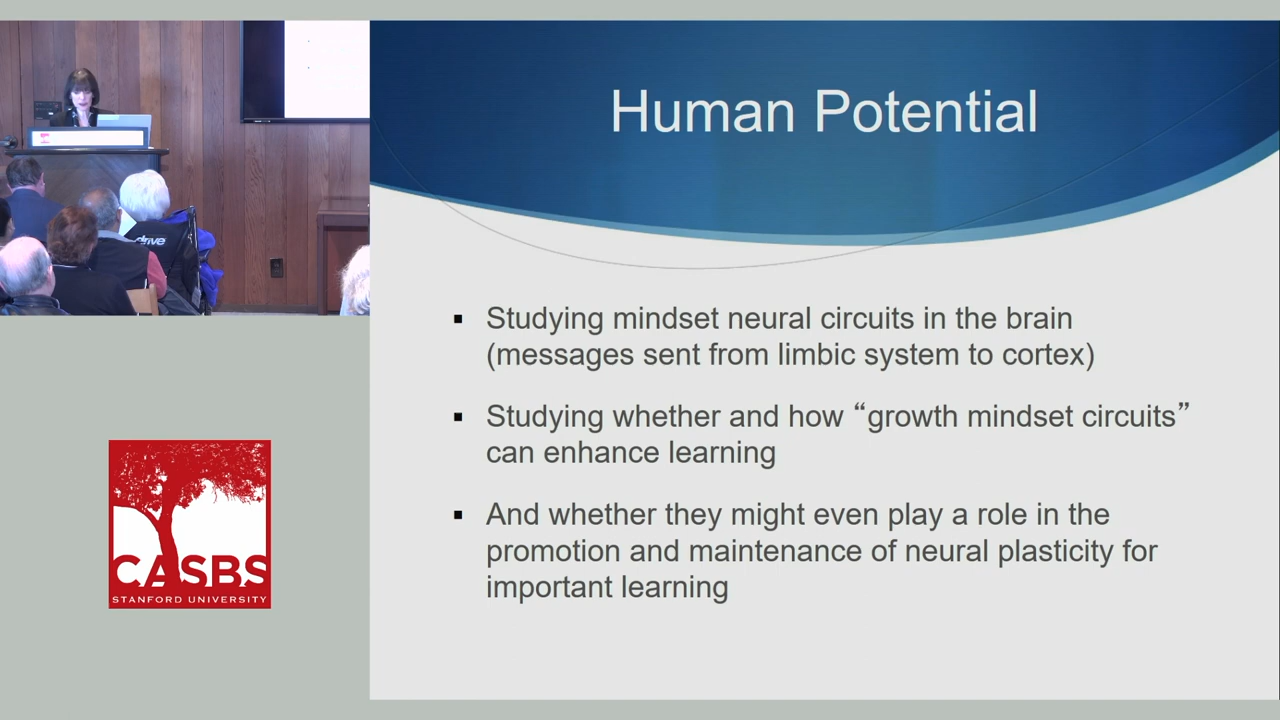 Human Potential
▪ Studying mindset neural circuits in the brain
(messages sent from limbic system to cortex)
▪ Studying whether and how “growth mindset circuits”
can enhance learning
▪ And whether they might even play a role in the
promotion and maintenance of neural plasticity for
important learning
drive
CASBS
STANFORD UNIVERSITY